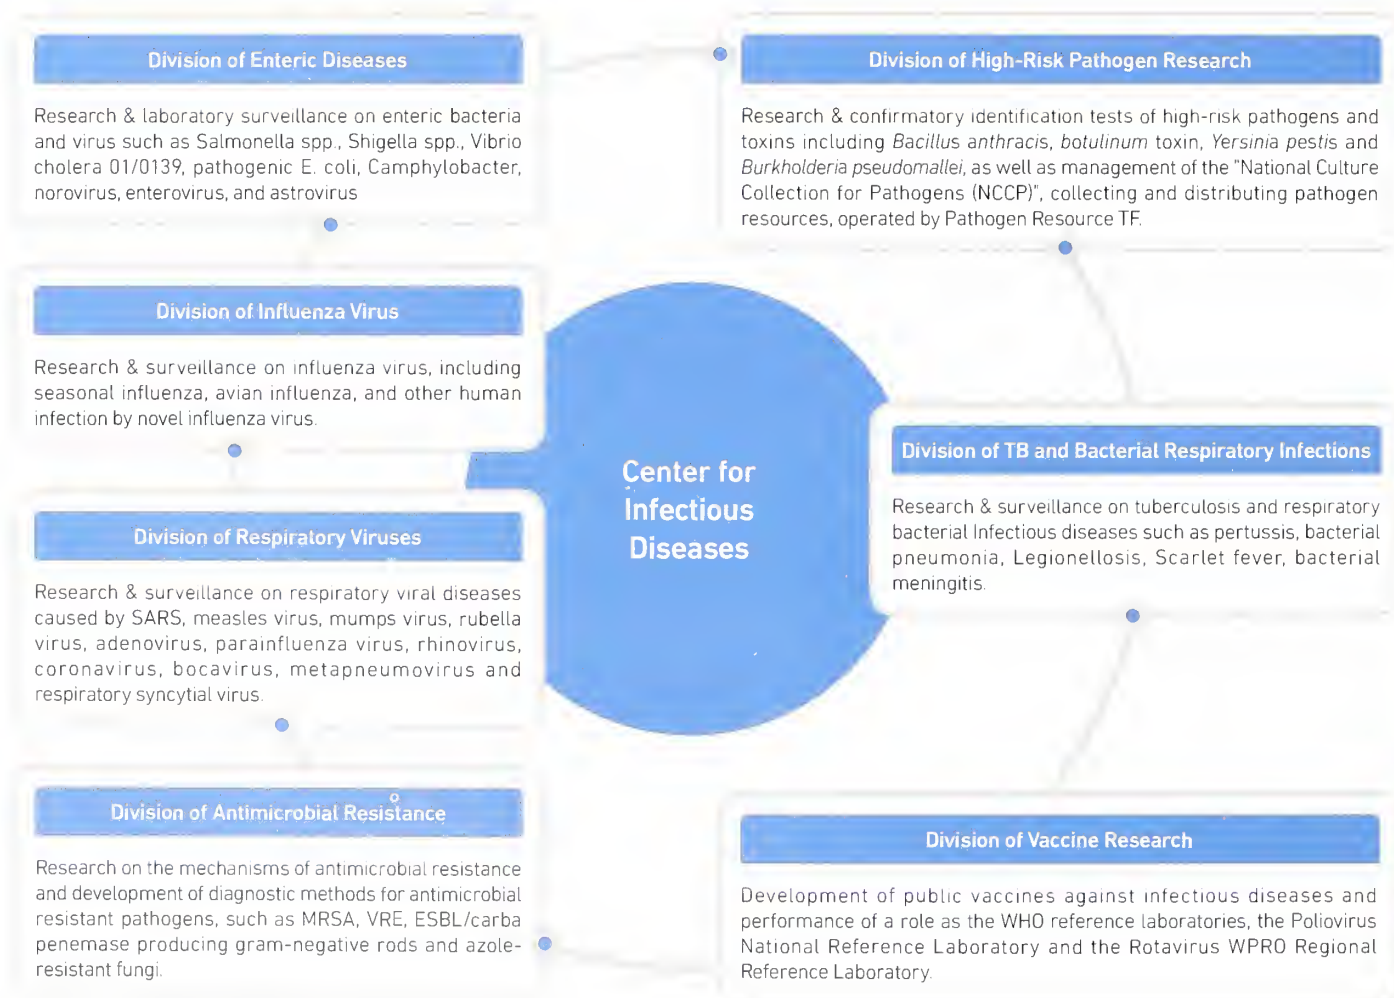 Division of Enteric Diseases
Research & laboratory surveillance on enteric bacteria
and virus such as Salmonella spp., Shigella spp., Vibrio
cholera 01/0139, pathogenic E. coli, Camphylobacter,
norovirus, enterovirus, and astrovirus
Division of Influenza Virus
Research & surveillance on influenza virus, including
seasonal influenza, avian influenza, and other human
infection by novel influenza virus.
Division of Respiratory Viruses
Research & surveillance on respiratory viral diseases
caused by SARS, measles virus, mumps virus, rubella
virus, adenovirus, parainfluenza virus, rhinovirus,
coronavirus, bocavirus, metapneumovirus and
respiratory syncytial virus.
Division of Antimicrobial Resistance
Research on the mechanisms of antimicrobial resistance
and development of diagnostic methods for antimicrobial
resistant pathogens, such as MRSA, VRE, ESBL/carba
penemase producing gram-negative rods and azole-
resistant fungi.
Center for
Infectious
Diseases
Division of High-Risk Pathogen Research
Research & confirmatory identification tests of high-risk pathogens and
toxins including Bacillus anthracis, botulinum toxin, Yersinia pestis and
Burkholderia pseudomallei, as well as management of the "National Culture
Collection for Pathogens (NCCP)", collecting and distributing pathogen
resources, operated by Pathogen Resource TF.
Division of TB and Bacterial Respiratory Infections
Research & surveillance on tuberculosis and respiratory
bacterial Infectious diseases such as pertussis, bacterial
pneumonia, Legionellosis, Scarlet fever, bacterial
meningitis.
Division of Vaccine Research
Development of public vaccines against infectious diseases and
performance of a role as the WHO reference laboratories, the Poliovirus
National Reference Laboratory and the Rotavirus WPRO Regional
Reference Laboratory.